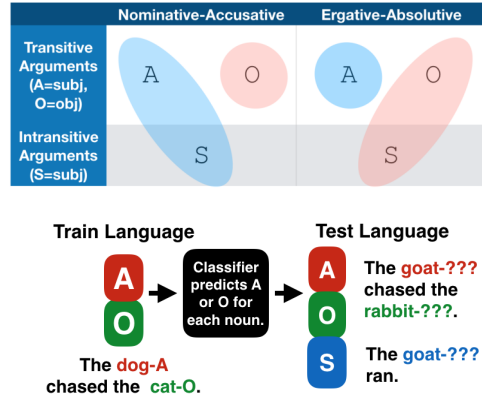 Nominative-Accusative Ergative-Absolutive
Transitive
Arguments
(A=subj,
O=obj)
A O A O
Intransitive
Arguments
(S=subj)
S S
Train Language Test Language
A
O
Classifier
predicts A
or O for
each noun.
The dog-A
chased the cat-O.
A
O
S
The goat-???
chased the
rabbit-???.
The goat-???
ran.